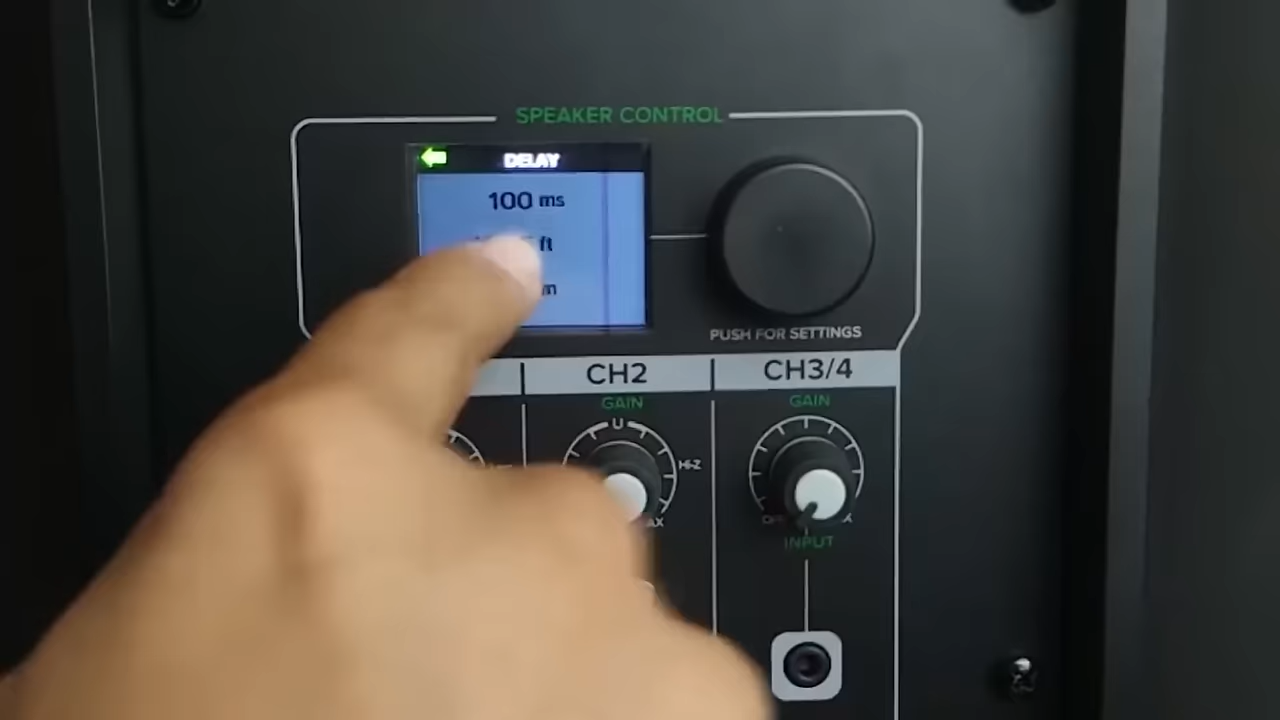 SPEAKER CONTROL
DELAY
100 ms
ft
PUSH FOR SETTINGS
CH2
CH3/4
GAIN
GAIN
U
Hi-Z
INPUT